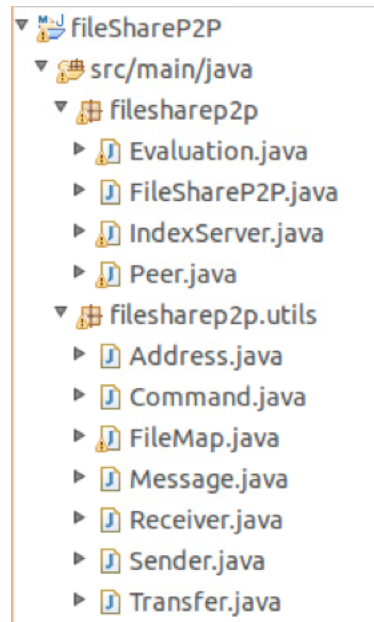 fileShareP2P
src/main/java
filesharep2p
Evaluation.java
FileShareP2P.java
IndexServer.java
Peer.java
filesharep2p.utils
Address.java
Command.java
FileMap.java
Message.java
Receiver.java
Sender.java
Transfer.java